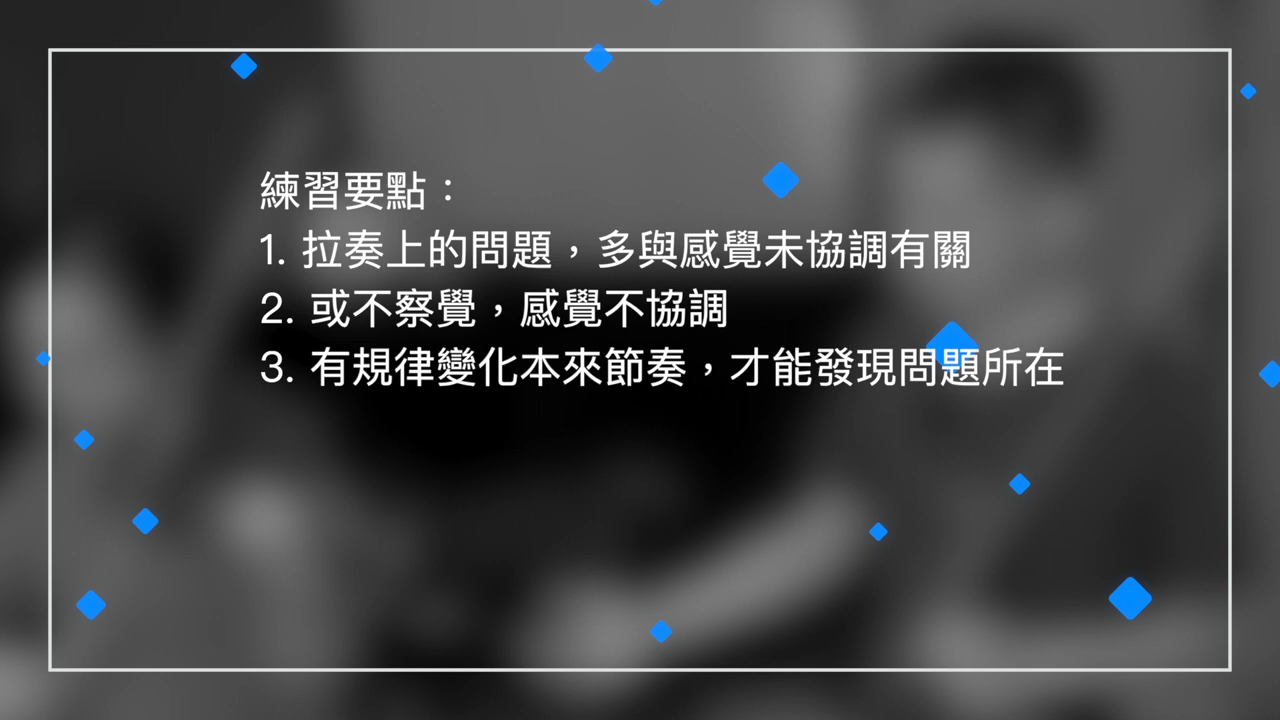 練習要點：
1. 拉奏上的問題，多與感覺未協調有關
2. 或不察覺，感覺不協調
3. 有規律變化本來節奏，才能發現問題所在